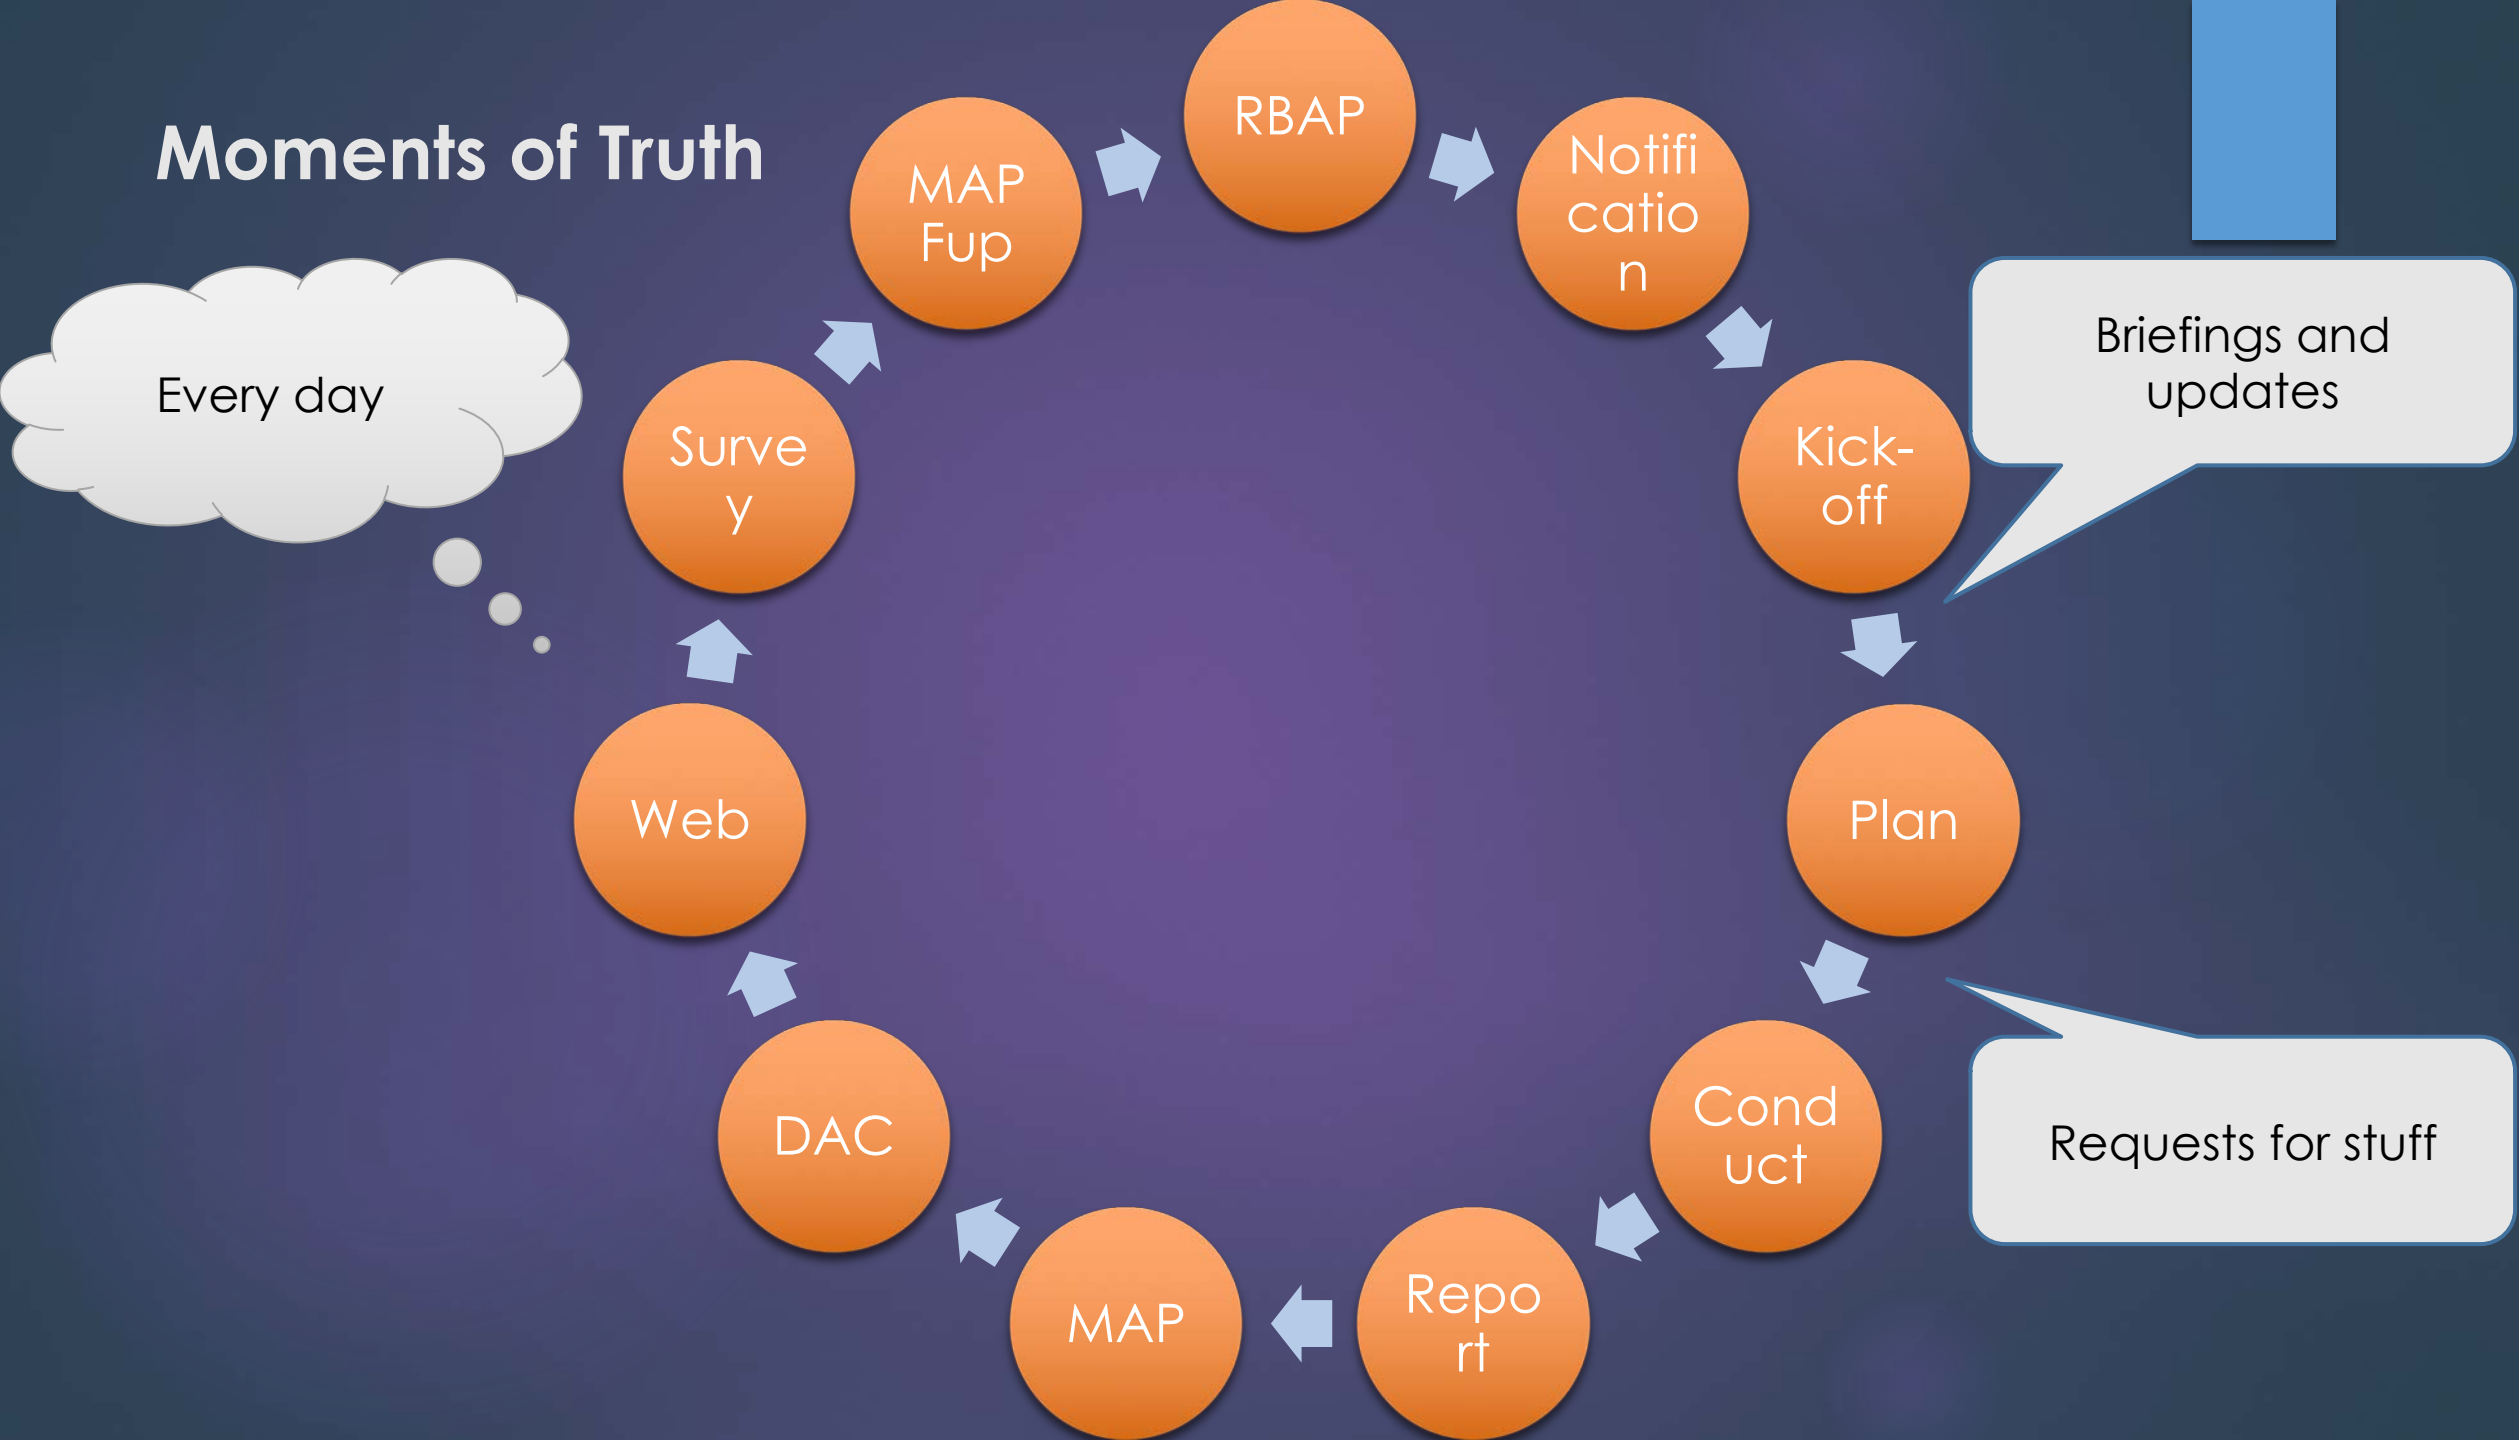 Moments of Truth
RBAP
Notifi
catio
n
Kick-
off
Plan
Cond
uct
Repo
rt
MAP
DAC
Web
Surve
y
MAP
Fup
Every day
Briefings and
updates
Requests for stuff